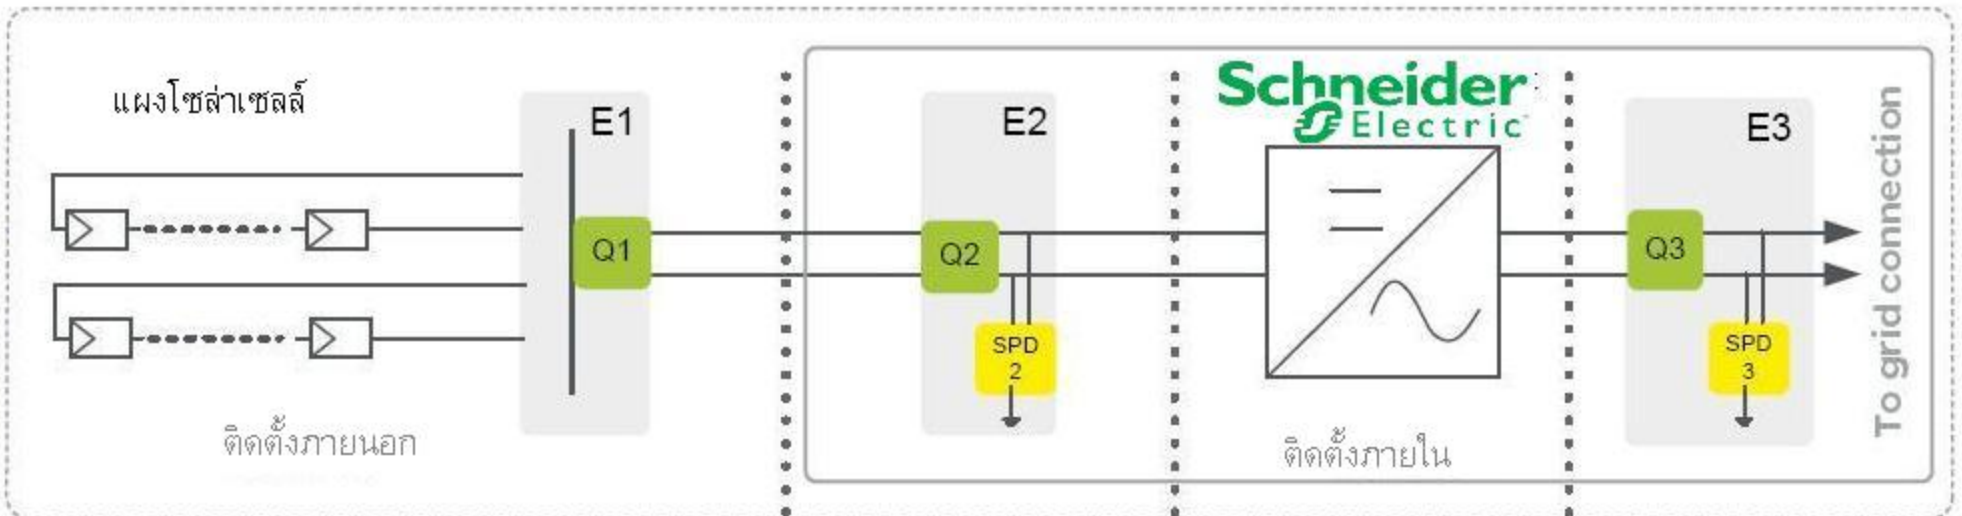 แผงโซล่าเซลล์
E1
Q1
ติดตั้งภายนอก
E2
Q2
SPD
2
Schneider
Electric
ติดตั้งภายใน
E3
Q3
SPD
3
To grid connection